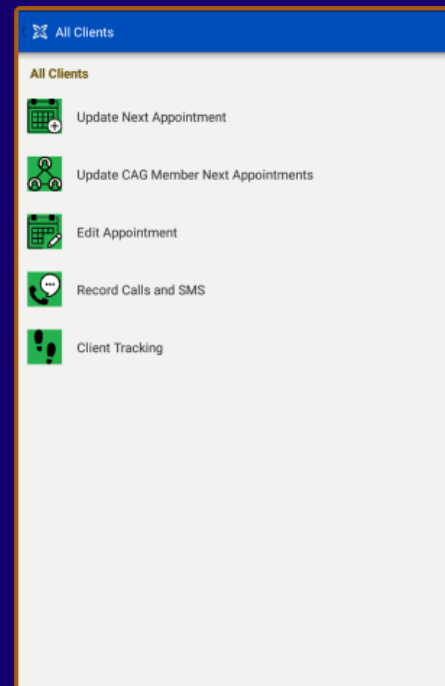 All Clients
All Clients
Update Next Appointment
Update CAG Member Next Appointments
Edit Appointment
Record Calls and SMS
Client Tracking